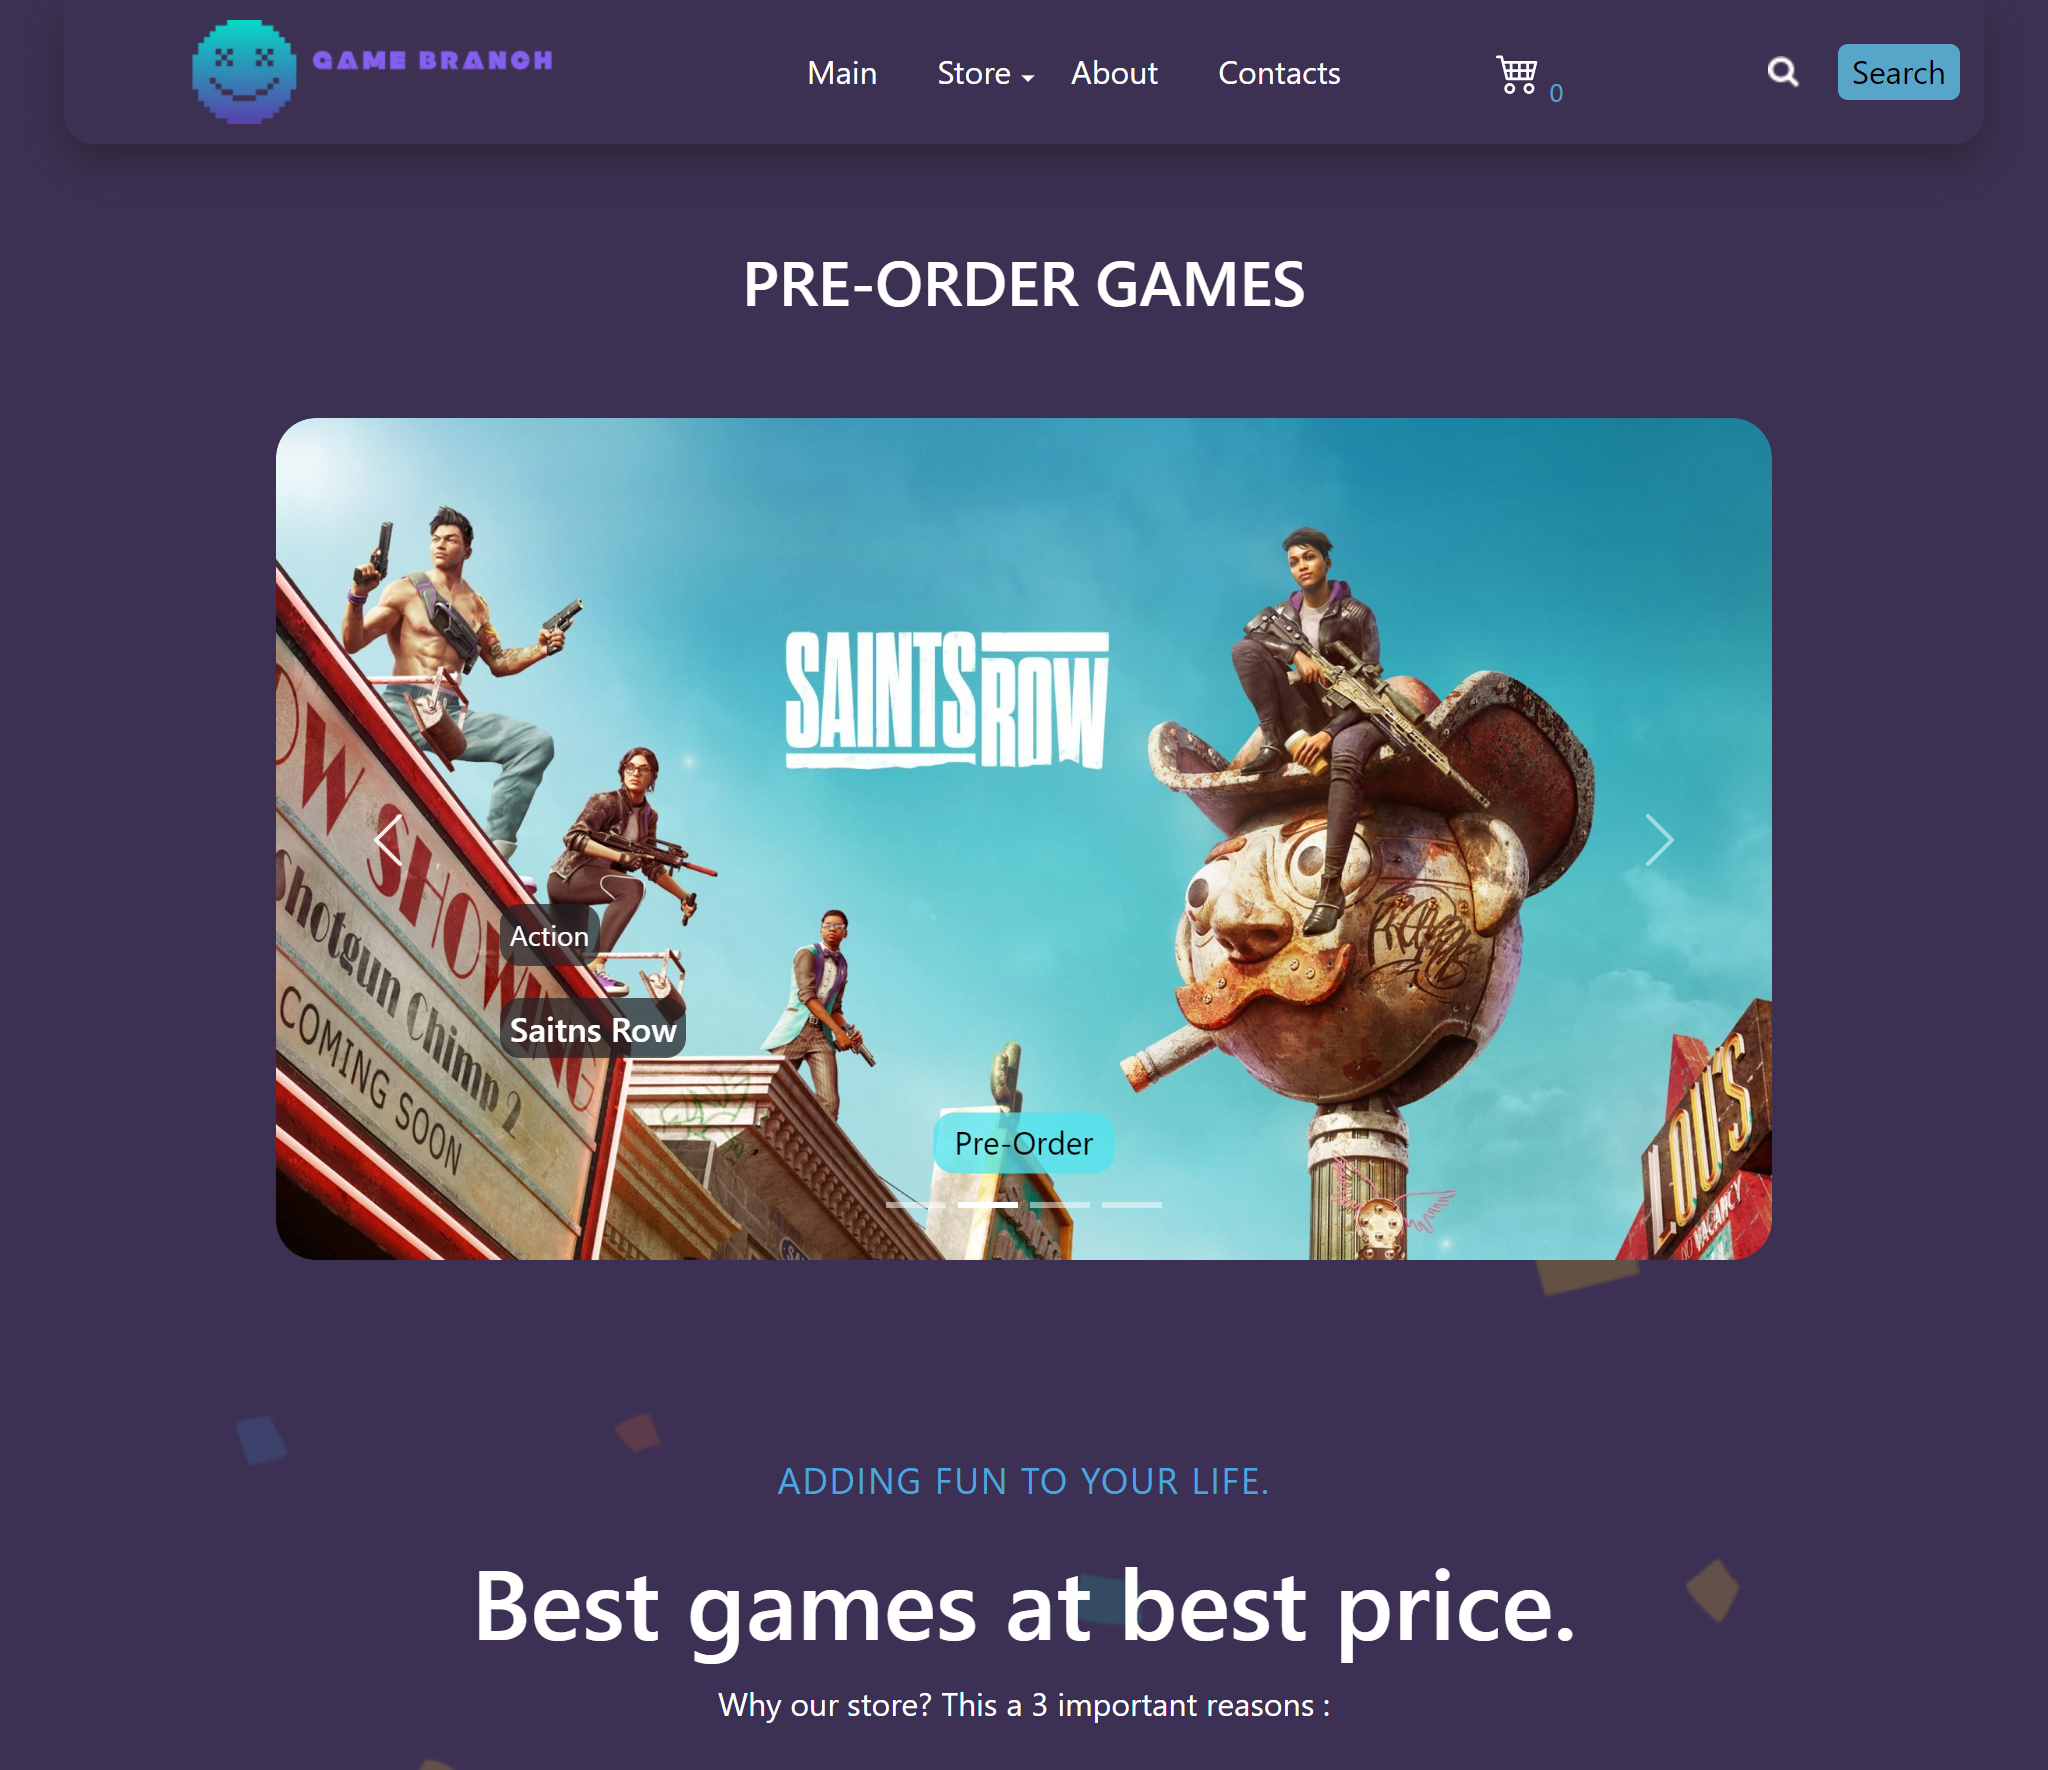 GAME BRANCH
Main
Store
About
Contacts
0
Search
PRE-ORDER GAMES
SAINTS ROW
OW SHOWING
Shotgun Chimp 2
COMING SOON
Action
Saitns Row
LOU'S
NO VACANCY
Pre-Order
ADDING FUN TO YOUR LIFE.
Best games at best price.
Why our store? This a 3 important reasons :